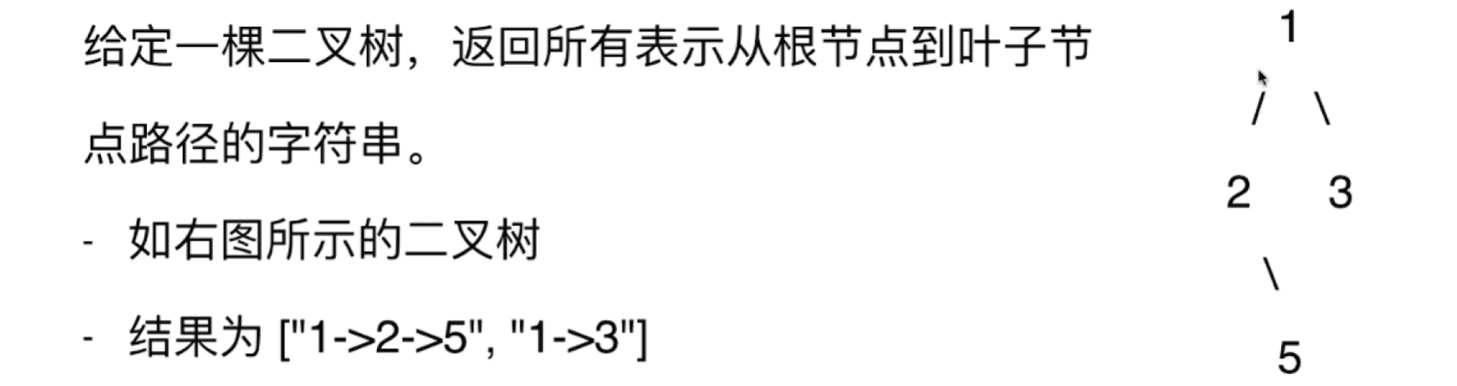 给定一棵二叉树，返回所有表示从根节点到叶子节
点路径的字符串。
- 如右图所示的二叉树
- 结果为 ["1->2->5", "1->3"]
1
/ \
2 3
\
5